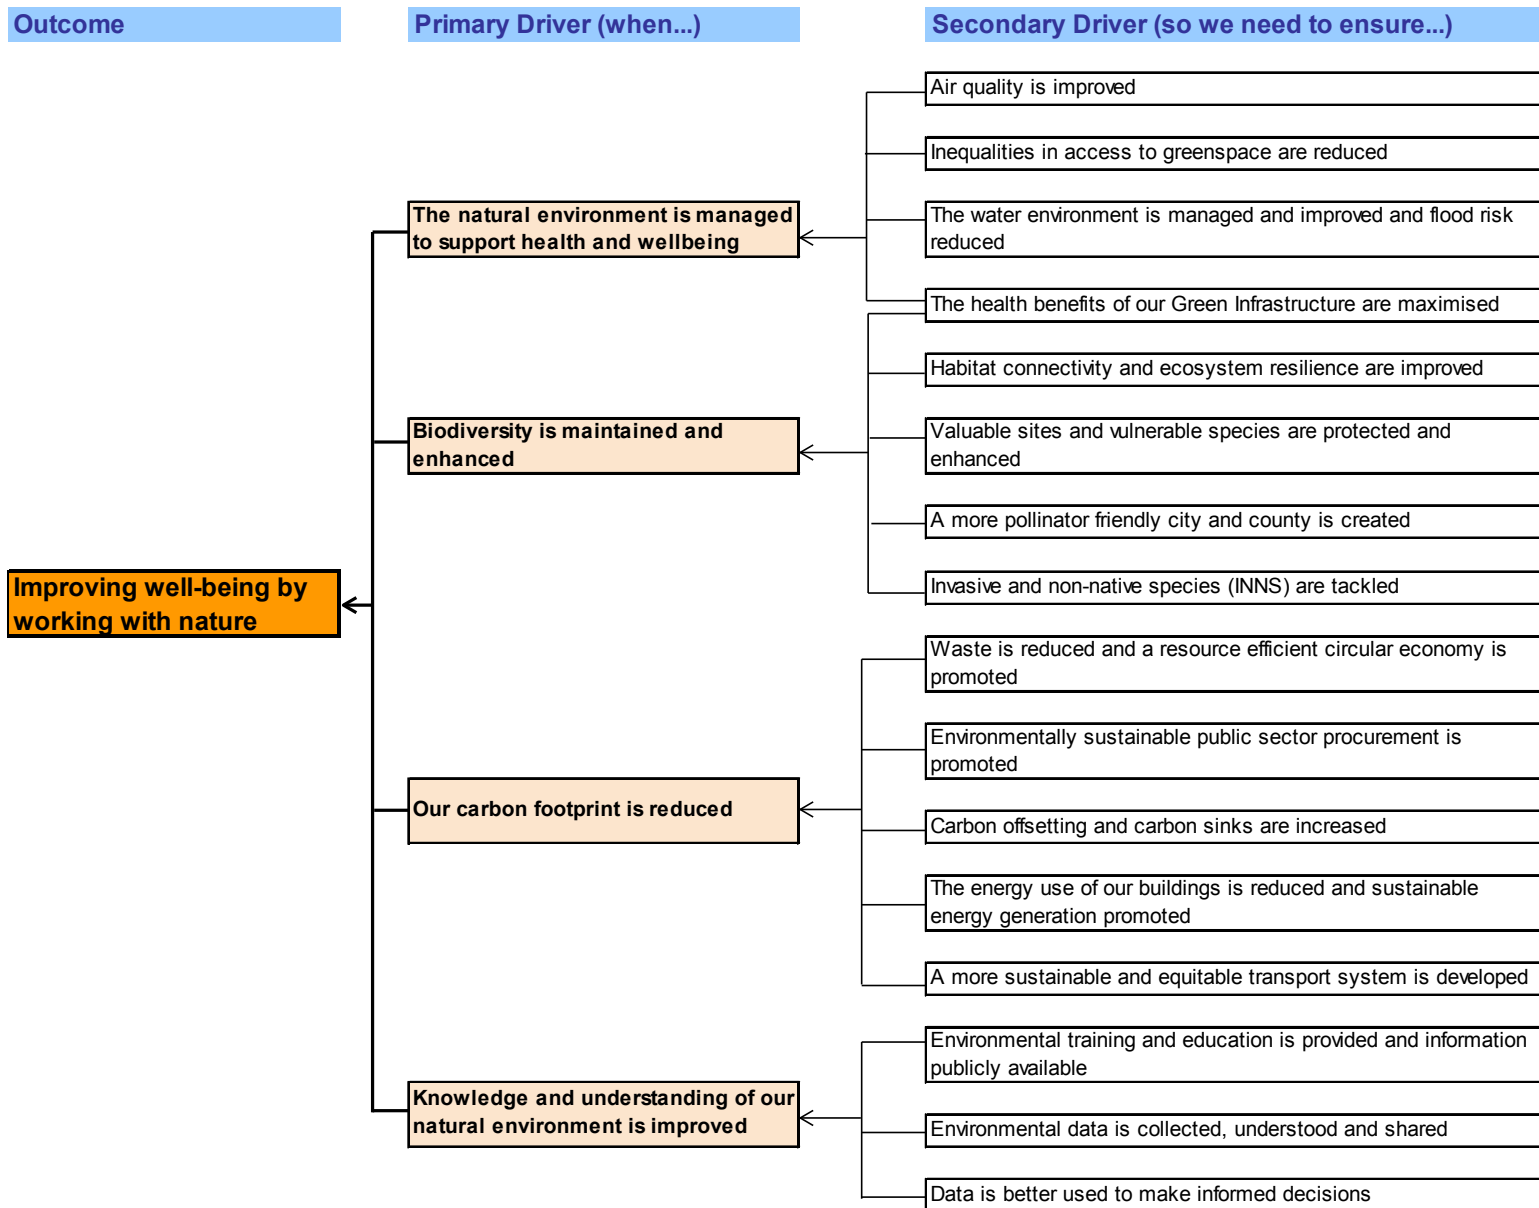 Outcome
Primary Driver (when...)
Secondary Driver (so we need to ensure...)
Air quality is improved
Inequalities in access to greenspace are reduced
The natural environment is managed
to support health and wellbeing
The water environment is managed and improved and flood risk
reduced
The health benefits of our Green Infrastructure are maximised
Habitat connectivity and ecosystem resilience are improved
Biodiversity is maintained and
enhanced
Valuable sites and vulnerable species are protected and
enhanced
A more pollinator friendly city and county is created
Improving well-being by
working with nature
Invasive and non-native species (INNS) are tackled
Waste is reduced and a resource efficient circular economy is
promoted
Environmentally sustainable public sector procurement is
promoted
Our carbon footprint is reduced
Carbon offsetting and carbon sinks are increased
The energy use of our buildings is reduced and sustainable
energy generation promoted
A more sustainable and equitable transport system is developed
Environmental training and education is provided and information
publicly available
Knowledge and understanding of our
natural environment is improved
Environmental data is collected, understood and shared
Data is better used to make informed decisions